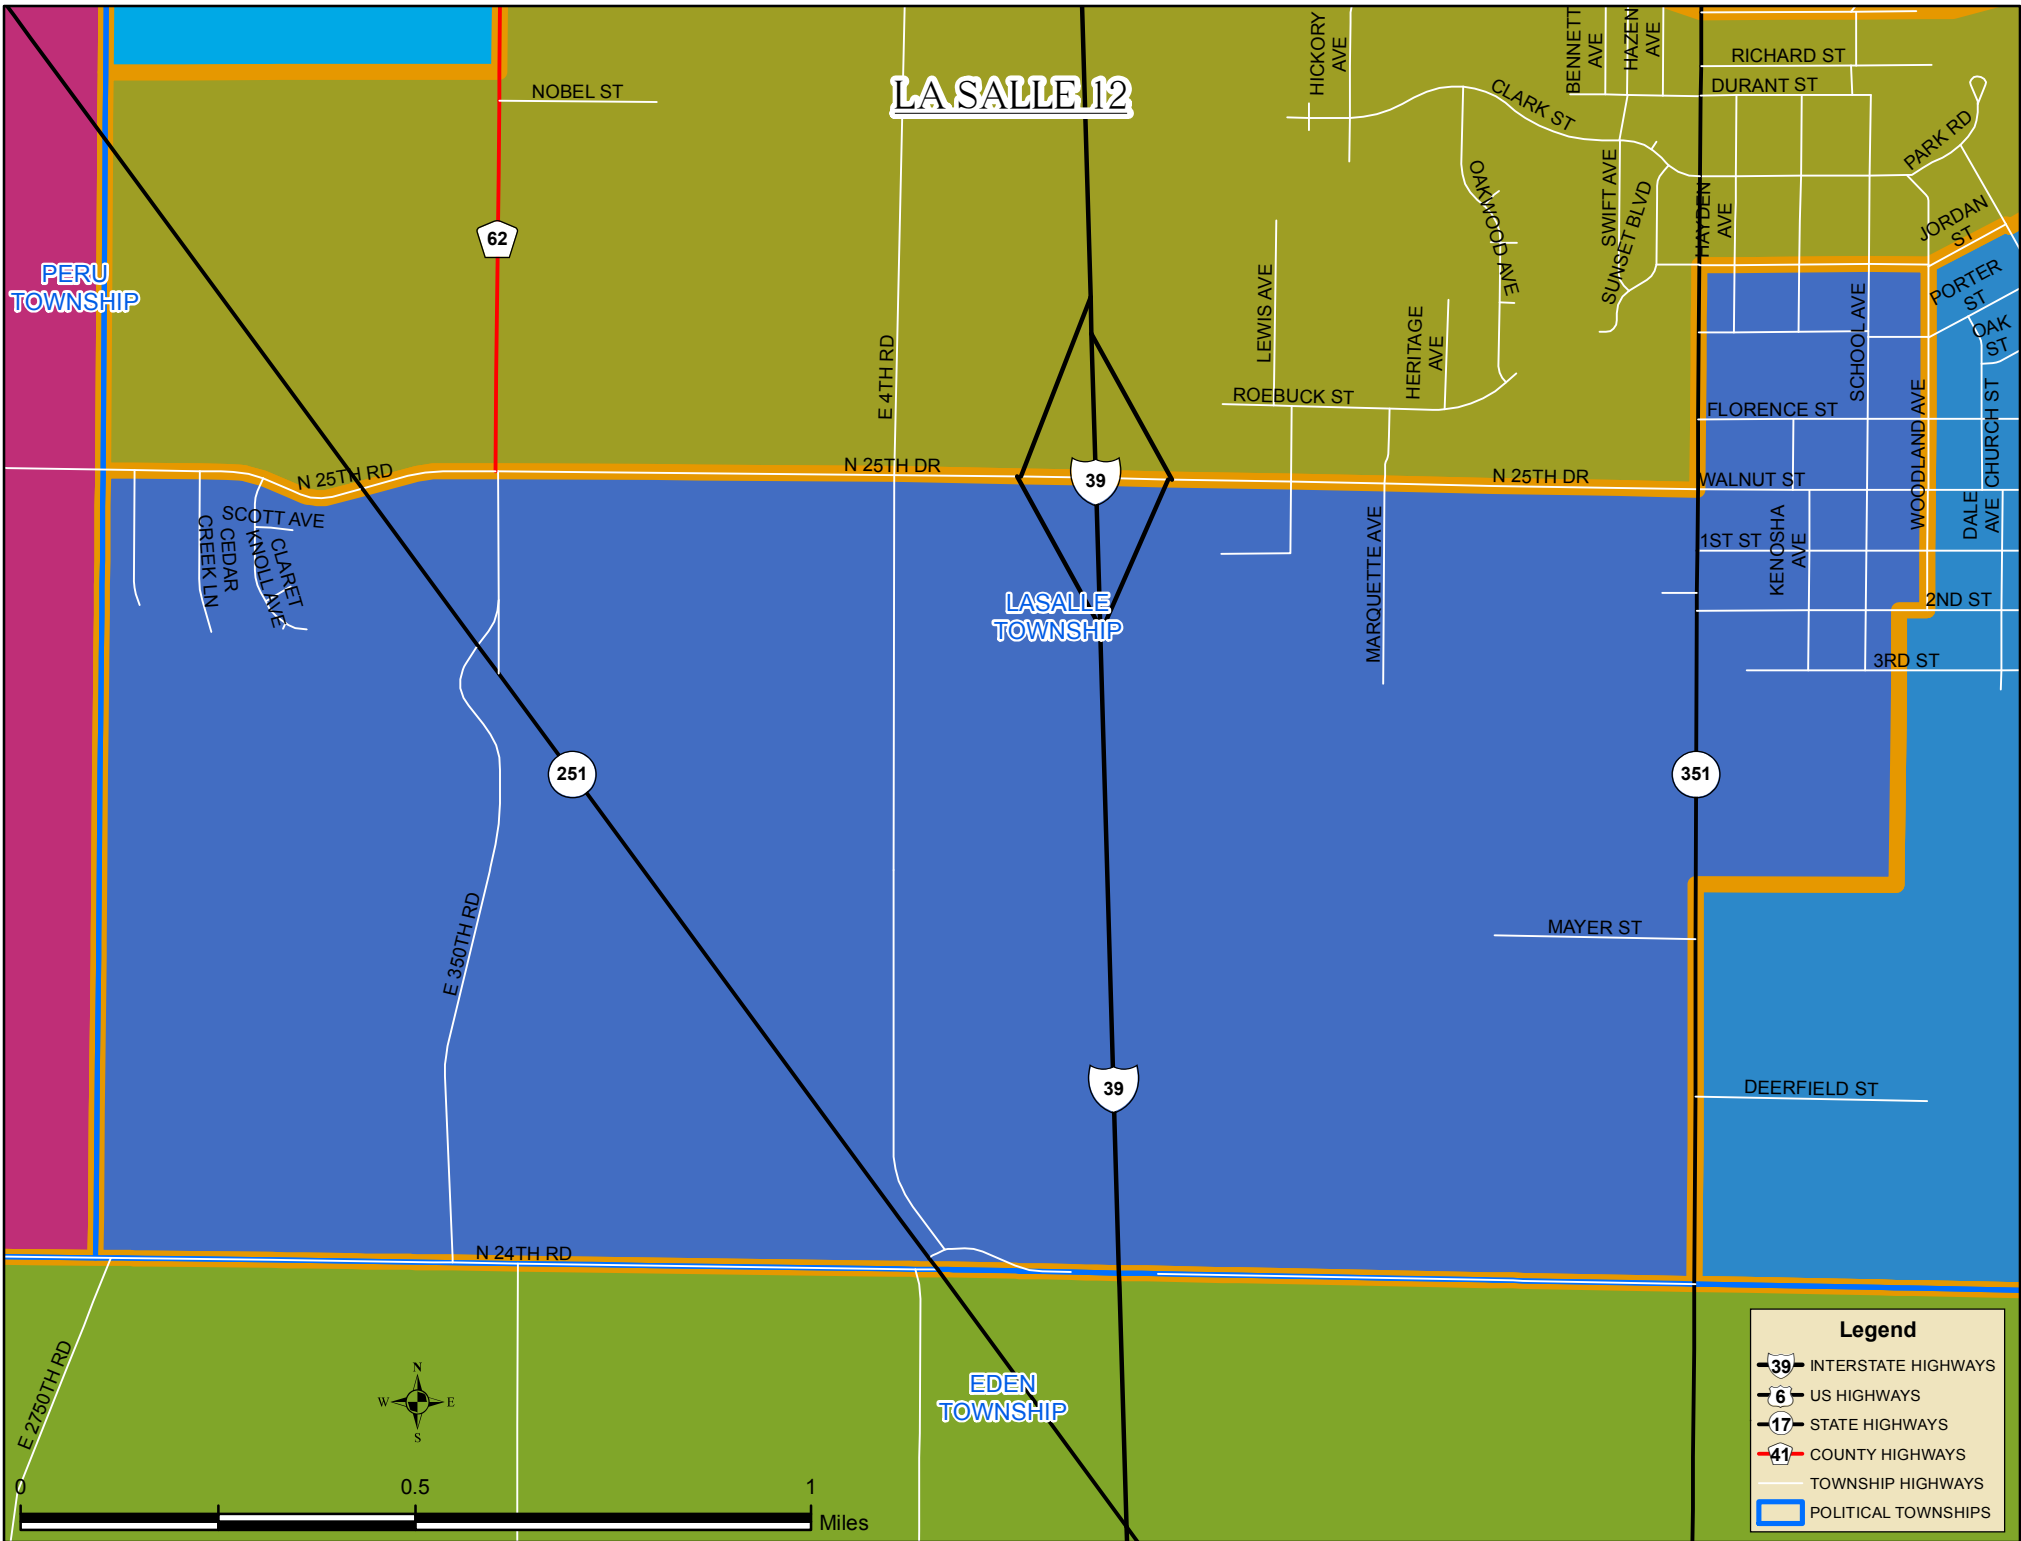 LA SALLE 12
NOBEL ST
HICKORY
AVE
BENNETT
AVE
HAZEN
AVE
RICHARD ST
DURANT ST
CLARK ST
PARK RD
OAKWOOD AVE
SWIFT AVE
SUNSET BLVD
HAYDEN
AVE
JORDAN
ST
PORTER
ST
OAK
ST
62
PERU
TOWNSHIP
E 4TH RD
LEWIS AVE
HERITAGE
AVE
ROEBUCK ST
SCHOOL AVE
FLORENCE ST
WOODLAND AVE
CHURCH ST
N 25TH RD
N 25TH DR
39
N 25TH DR
WALNUT ST
SCOTT AVE
CEDAR
CREEK LN
CLARET
KNOLL AVE
MARQUETTE AVE
1ST ST
KENOSHA
AVE
DALE
AVE
LASALLE
TOWNSHIP
2ND ST
3RD ST
251
351
E 350TH RD
MAYER ST
39
DEERFIELD ST
N 24TH RD
E 2750TH RD
EDEN
TOWNSHIP
N
W
E
S
0
0.5
1
Miles
Legend
39 INTERSTATE HIGHWAYS
6 US HIGHWAYS
17 STATE HIGHWAYS
41 COUNTY HIGHWAYS
TOWNSHIP HIGHWAYS
POLITICAL TOWNSHIPS